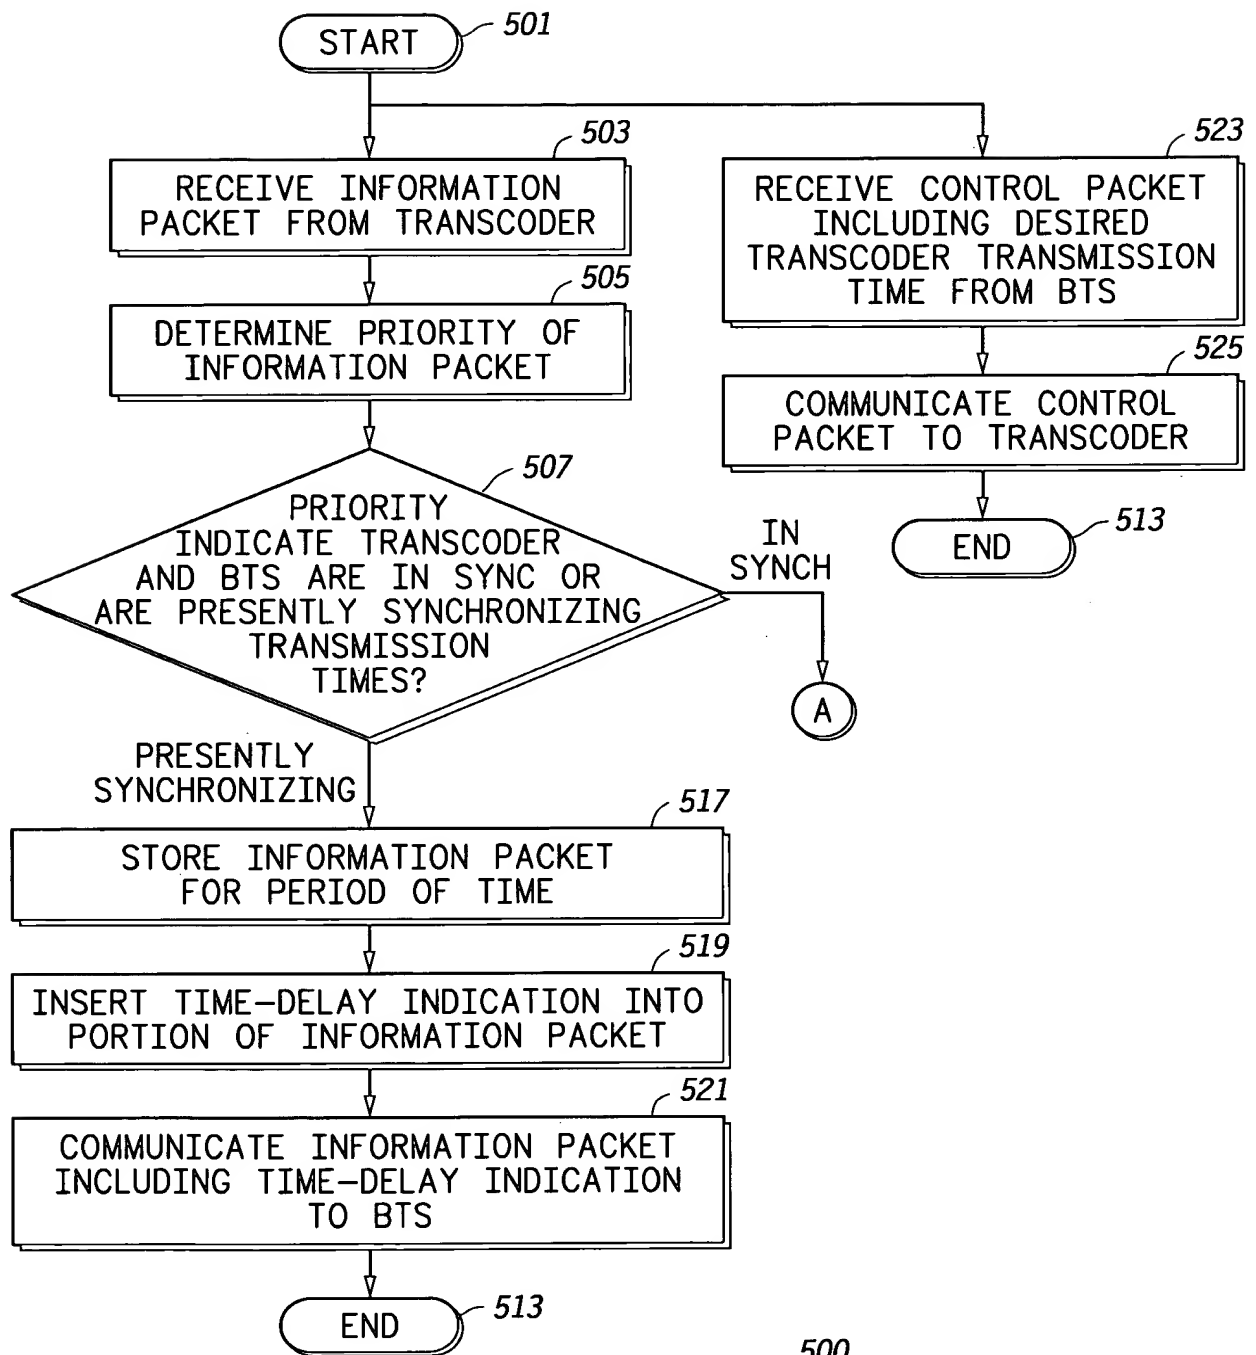 START
501
503
RECEIVE INFORMATION
PACKET FROM TRANSCODER
505
DETERMINE PRIORITY OF
INFORMATION PACKET
507
PRIORITY
INDICATE TRANSCODER
AND BTS ARE IN SYNC OR
ARE PRESENTLY SYNCHRONIZING
TRANSMISSION
TIMES?
IN
SYNCH
A
PRESENTLY
SYNCHRONIZING
517
STORE INFORMATION PACKET
FOR PERIOD OF TIME
519
INSERT TIME-DELAY INDICATION INTO
PORTION OF INFORMATION PACKET
521
COMMUNICATE INFORMATION PACKET
INCLUDING TIME-DELAY INDICATION
TO BTS
END
513
523
RECEIVE CONTROL PACKET
INCLUDING DESIRED
TRANSCODER TRANSMISSION
TIME FROM BTS
525
COMMUNICATE CONTROL
PACKET TO TRANSCODER
END
513
500